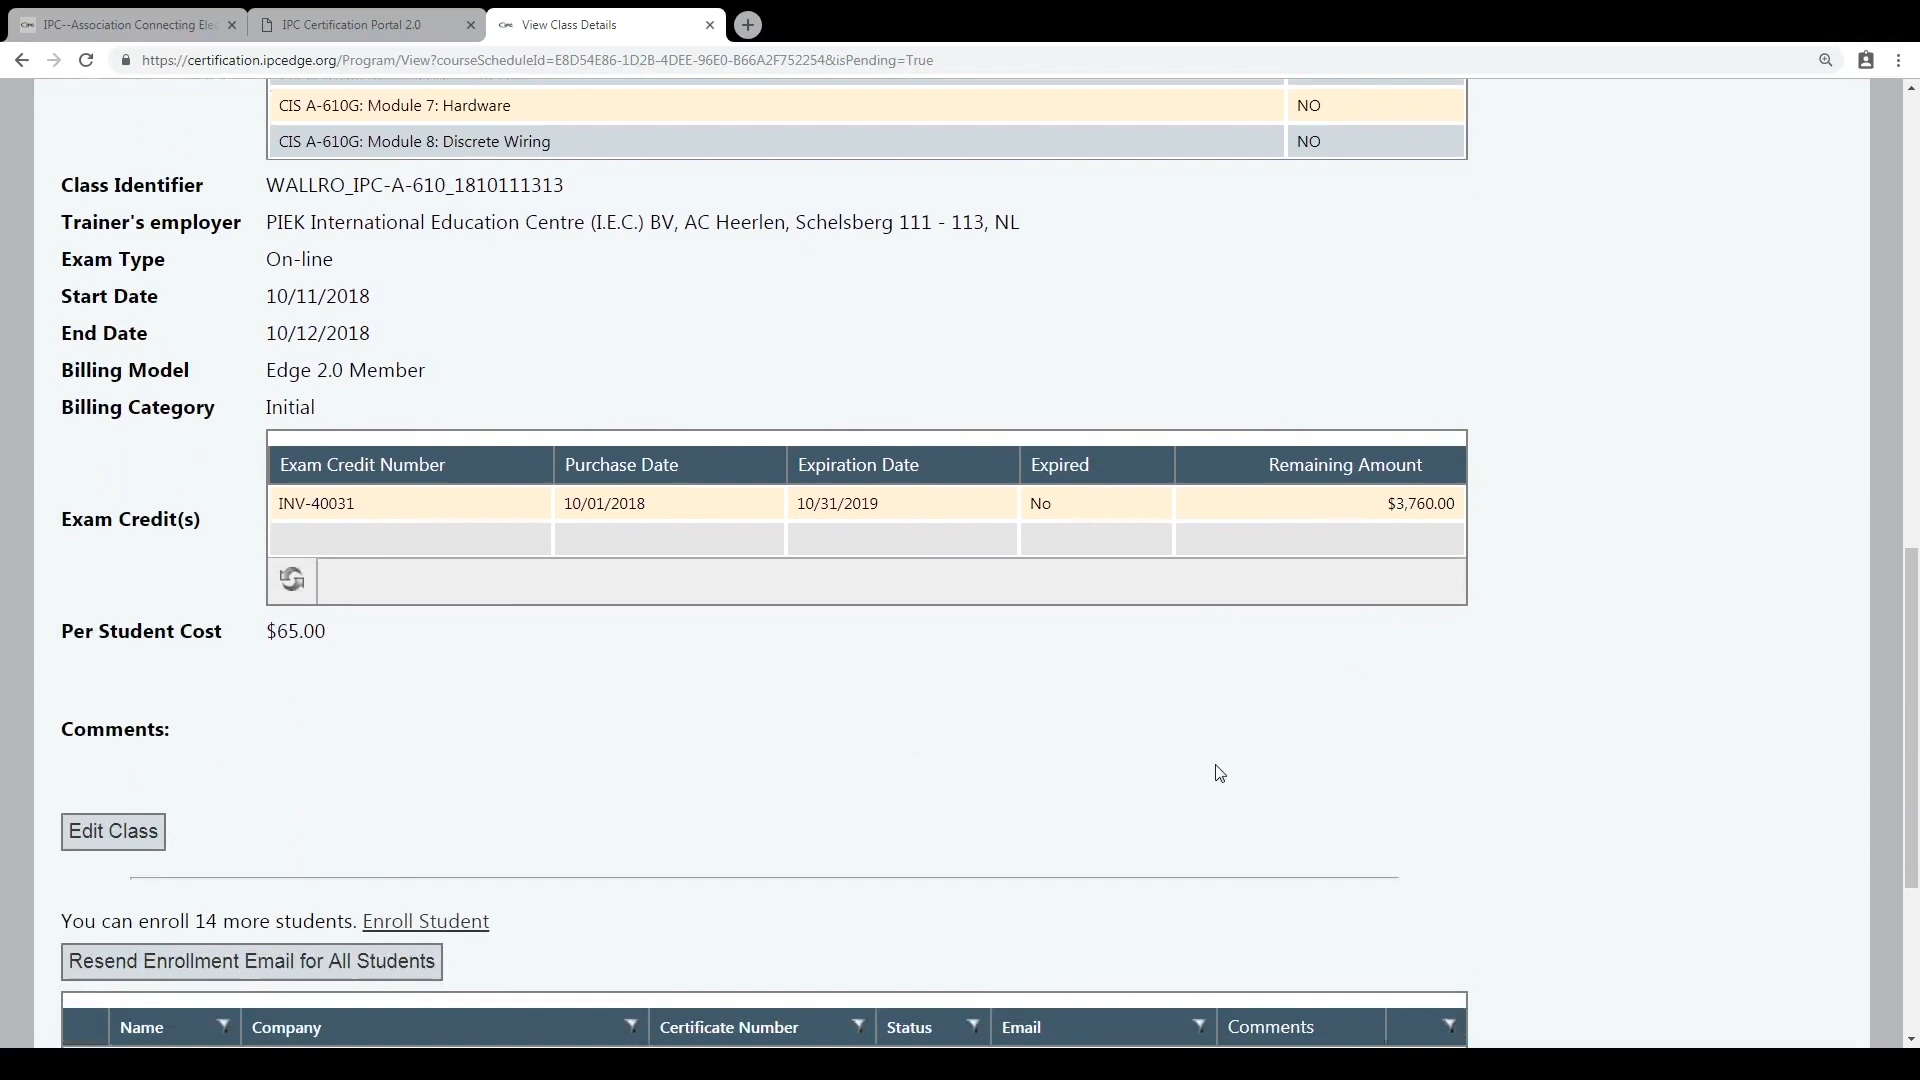 IPC--Association Connecting Elec
IPC Certification Portal 2.0
View Class Details
https://certification.ipcedge.org/Program/View?courseScheduleId=E8D54E86-1D2B-4DEE-96E0-B66A2F752254&isPending=True
CIS A-610G: Module 7: Hardware NO
CIS A-610G: Module 8: Discrete Wiring NO
Class Identifier WALLRO_IPC-A-610_1810111313
Trainer's employer PIEK International Education Centre (I.E.C.) BV, AC Heerlen, Schelsberg 111 - 113, NL
Exam Type On-line
Start Date 10/11/2018
End Date 10/12/2018
Billing Model Edge 2.0 Member
Billing Category Initial
Exam Credit Number Purchase Date Expiration Date Expired Remaining Amount
INV-40031 10/01/2018 10/31/2019 No $3,760.00
Exam Credit(s)
Per Student Cost $65.00
Comments:
Edit Class
You can enroll 14 more students. Enroll Student
Resend Enrollment Email for All Students
Name Company Certificate Number Status Email Comments